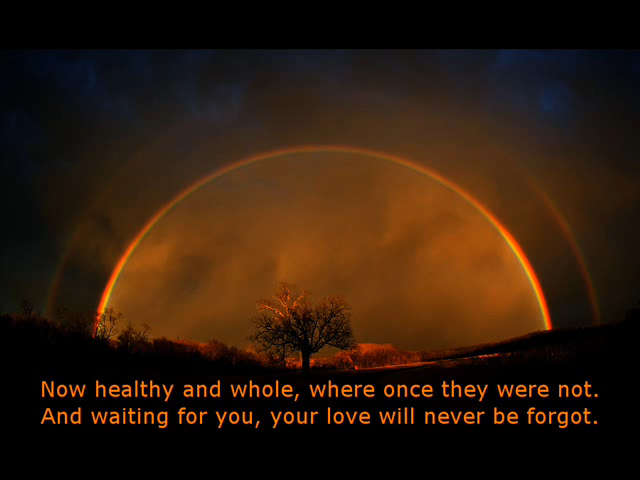 Now healthy and whole, where once they were not.
And waiting for you, your love will never be forgot.